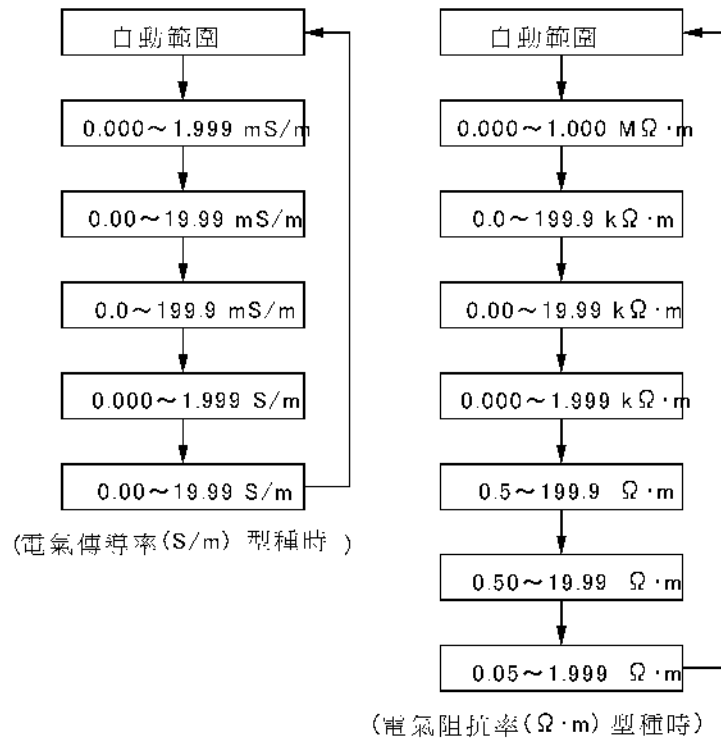 自動範圍
0.000～1.999 mS/m
0.00～19.99 mS/m
0.0～199.9 mS/m
0.000～1.999 S/m
0.00～19.99 S/m
(電氣傳導率(S/m) 型種時 )
自動範圍
0.000～1.000 MΩ·m
0.0～199.9 kΩ·m
0.00～19.99 kΩ·m
0.000～1.999 kΩ·m
0.5～199.9 Ω·m
0.50～19.99 Ω·m
0.05～1.999 Ω·m
(電氣阻抗率(Ω·m) 型種時)